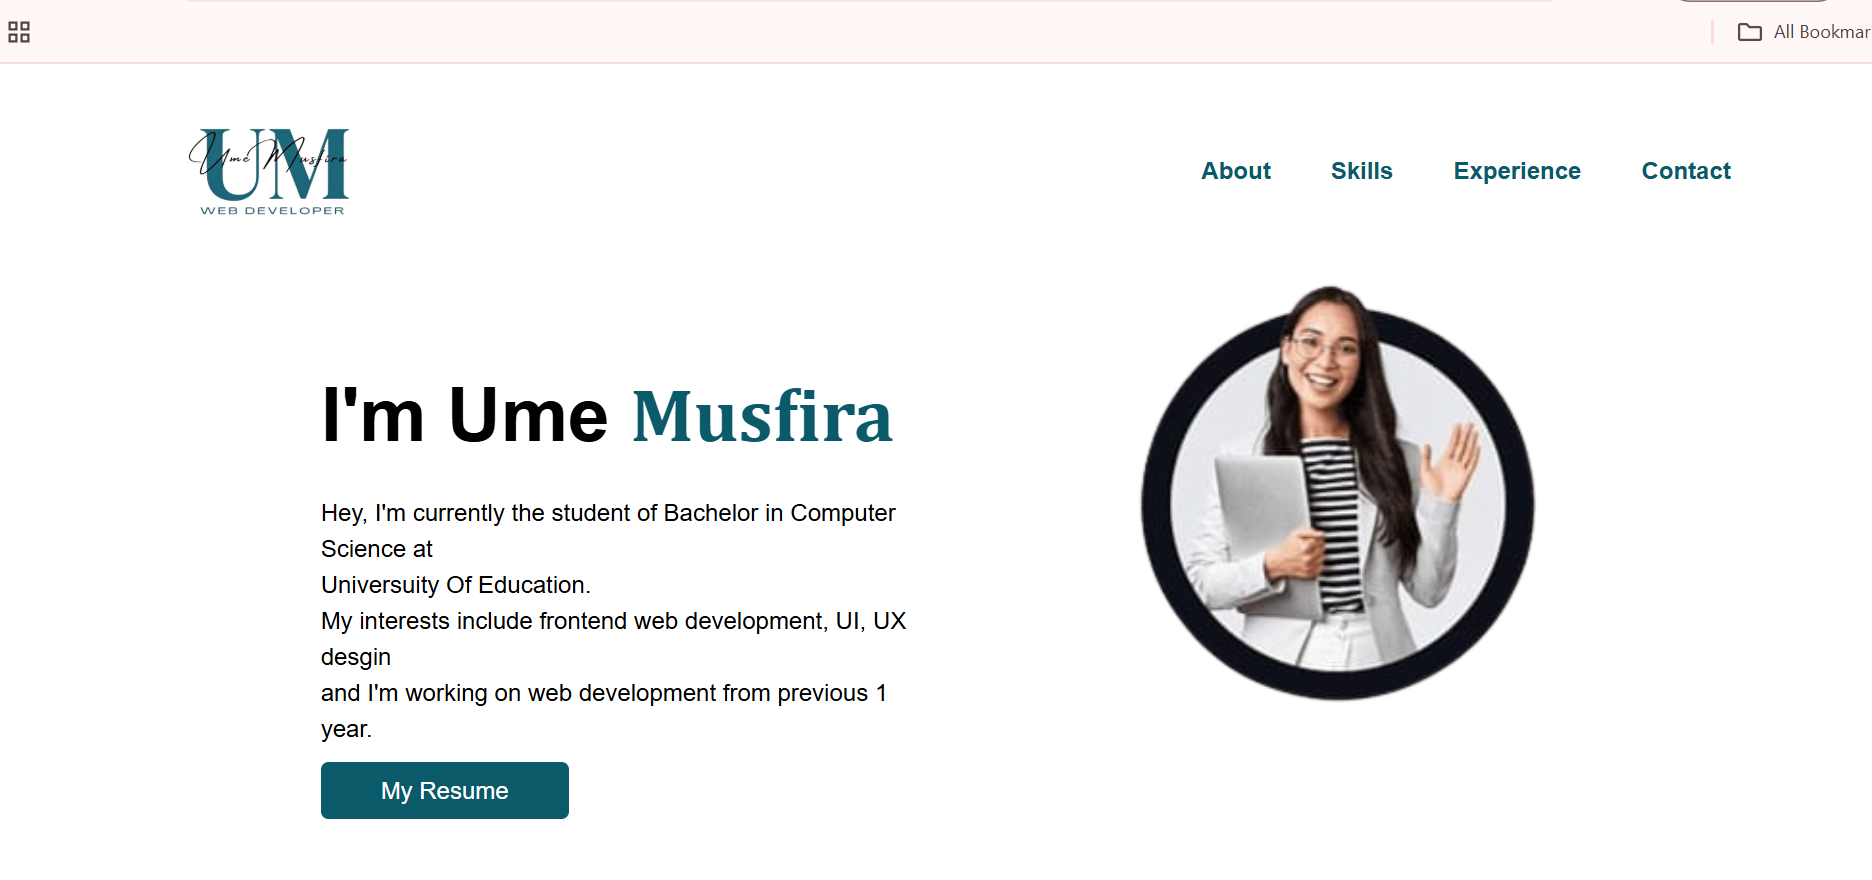 All Bookmar
UM
Ume Musfira
WEB DEVELOPER
About Skills Experience Contact
I'm Ume Musfira
Hey, I'm currently the student of Bachelor in Computer
Science at
Universuity Of Education.
My interests include frontend web development, UI, UX
desgin
and I'm working on web development from previous 1
year.
My Resume